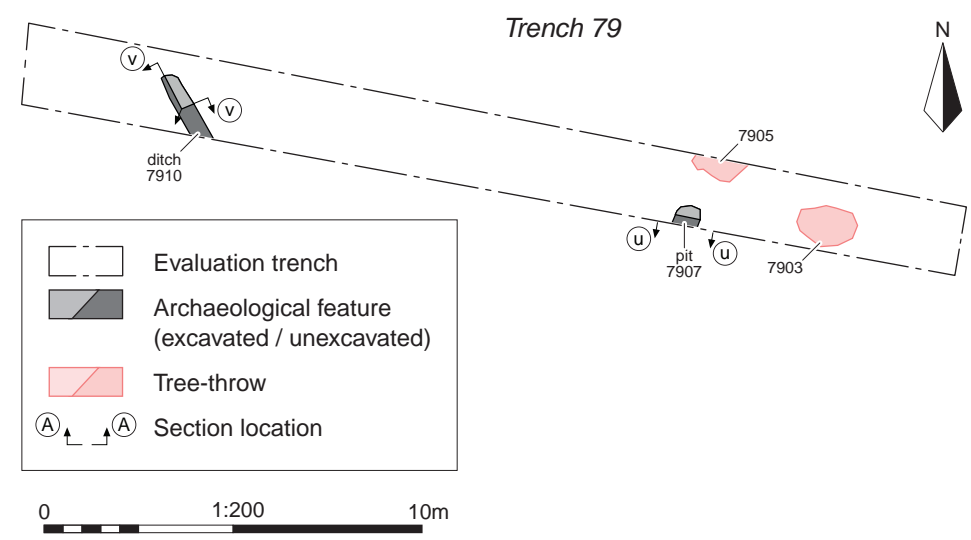 Trench 79
N
v
v
ditch
7910
7905
u
u
pit
7907
7903
Evaluation trench
Archaeological feature
(excavated / unexcavated)
Tree-throw
A
A
Section location
0
1:200
10m